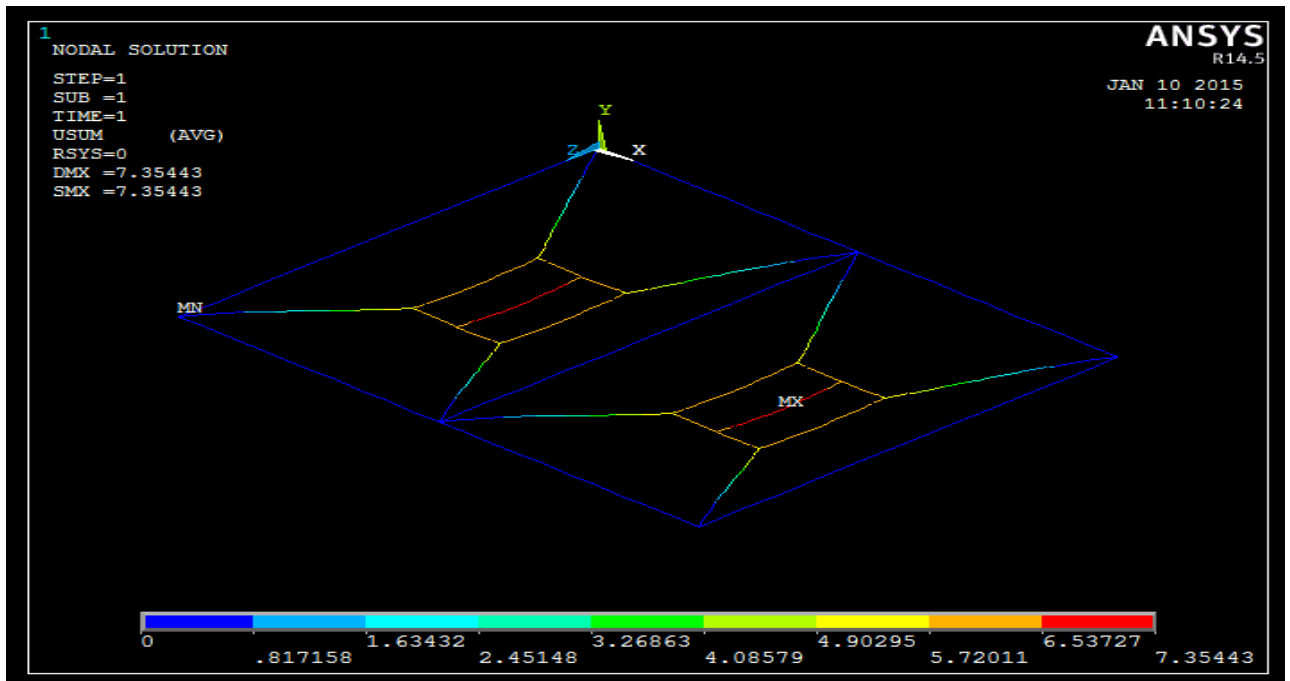 1
NODAL SOLUTION
STEP=1
SUB =1
TIME=1
USUM (AVG)
RSYS=0
DMX =7.35443
SMX =7.35443
ANSYS
R14.5
JAN 10 2015
11:10:24
Y
Z X
MN
MX
0 1.63432 3.26863 4.90295 6.53727
.817158 2.45148 4.08579 5.72011 7.35443